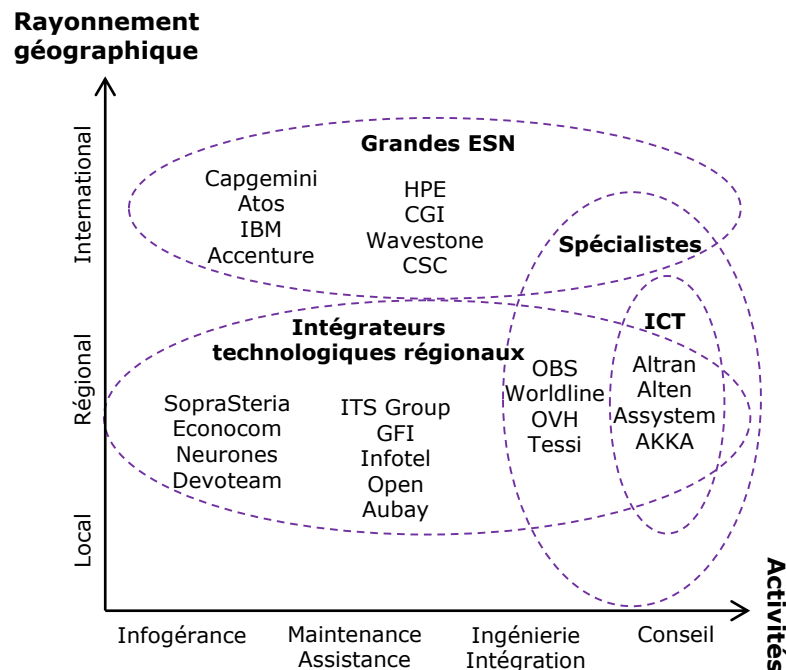 Rayonnement
géographique
International
Régional
Local
Grandes ESN
Capgemini
Atos
IBM
Accenture
HPE
CGI
Wavestone
CSC
Spécialistes
ICT
Intégrateurs
technologiques régionaux
SopraSteria
Econocom
Neurones
Devoteam
ITS Group
GFI
Infotel
Open
Aubay
OBS
Worldline
OVH
Tessi
Altran
Alten
Assystem
AKKA
Infogérance
Maintenance
Assistance
Ingénierie
Intégration
Conseil
Activités